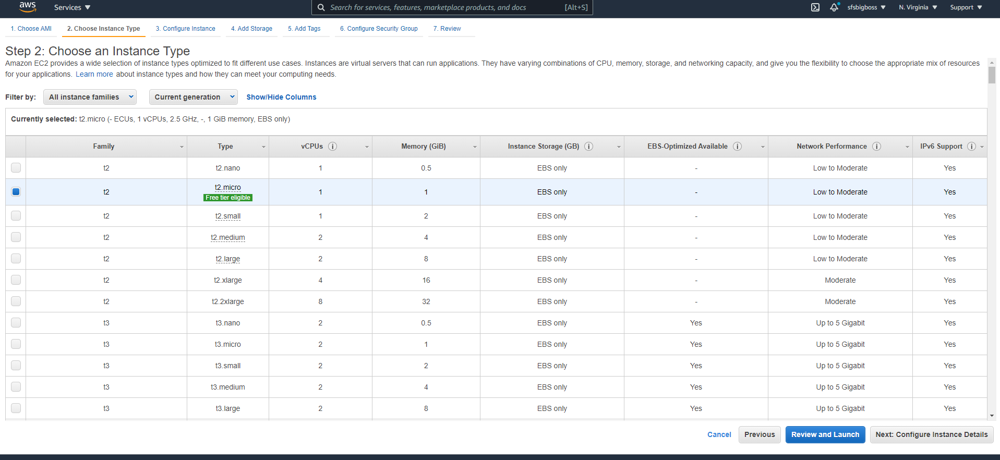 aws Services Search for services, features, marketplace products, and docs [Alt+S] sfsbigboss N. Virginia Support
1. Choose AMI 2. Choose Instance Type 3. Configure Instance 4. Add Storage 5. Add Tags 6. Configure Security Group 7. Review
Step 2: Choose an Instance Type
Amazon EC2 provides a wide selection of instance types optimized to fit different use cases. Instances are virtual servers that can run applications. They have varying combinations of CPU, memory, storage, and networking capacity, and give you the flexibility to choose the appropriate mix of resources
for your applications. Learn more about instance types and how they can meet your computing needs.
Filter by: All instance families Current generation Show/Hide Columns
Currently selected: t2.micro (- ECUs, 1 vCPUs, 2.5 GHz, -, 1 GiB memory, EBS only)
Family Type vCPUs i Memory (GiB) Instance Storage (GB) i EBS-Optimized Available i Network Performance i IPv6 Support i
t2 t2.nano 1 0.5 EBS only - Low to Moderate Yes
t2 t2.micro 1 1 EBS only - Low to Moderate Yes
Free tier eligible
t2 t2.small 1 2 EBS only - Low to Moderate Yes
t2 t2.medium 2 4 EBS only - Low to Moderate Yes
t2 t2.large 2 8 EBS only - Low to Moderate Yes
t2 t2.xlarge 4 16 EBS only - Moderate Yes
t2 t2.2xlarge 8 32 EBS only - Moderate Yes
t3 t3.nano 2 0.5 EBS only Yes Up to 5 Gigabit Yes
t3 t3.micro 2 1 EBS only Yes Up to 5 Gigabit Yes
t3 t3.small 2 2 EBS only Yes Up to 5 Gigabit Yes
t3 t3.medium 2 4 EBS only Yes Up to 5 Gigabit Yes
t3 t3.large 2 8 EBS only Yes Up to 5 Gigabit Yes
Cancel Previous Review and Launch Next: Configure Instance Details